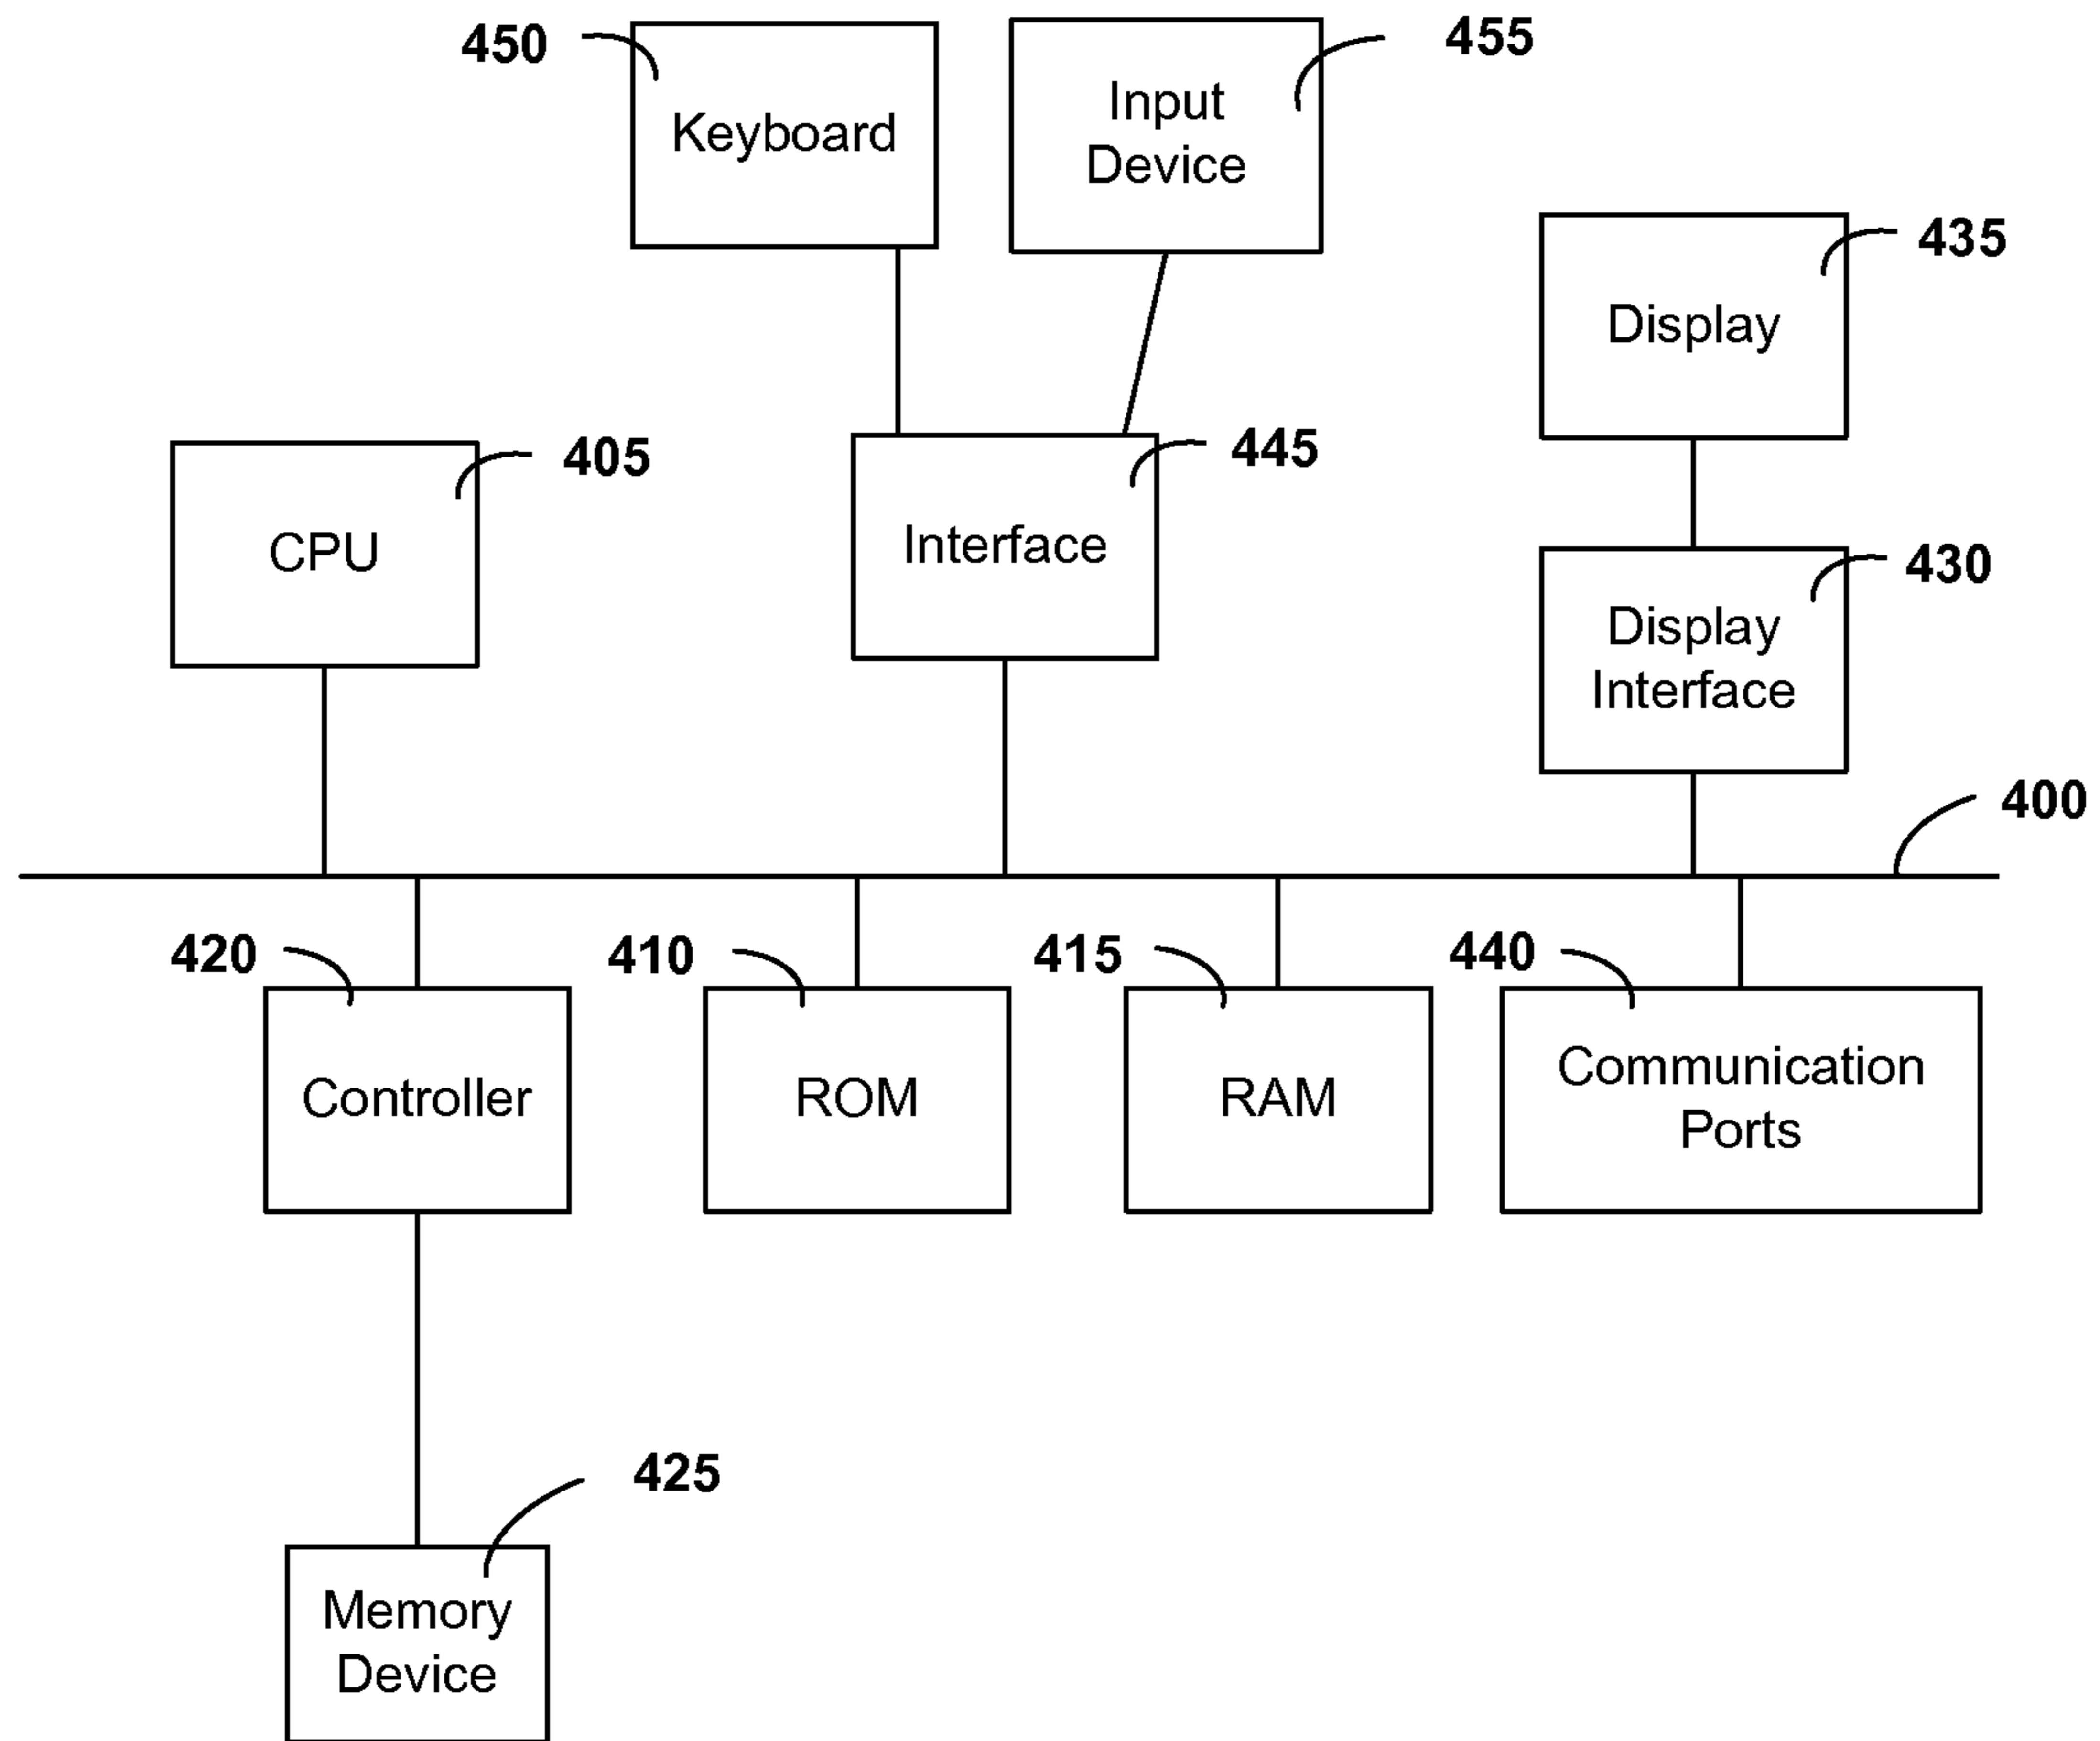 450
455
Keyboard
Input
Device
435
Display
405
445
CPU
Interface
430
Display
Interface
400
420
410
415
440
Controller
ROM
RAM
Communication
Ports
425
Memory
Device